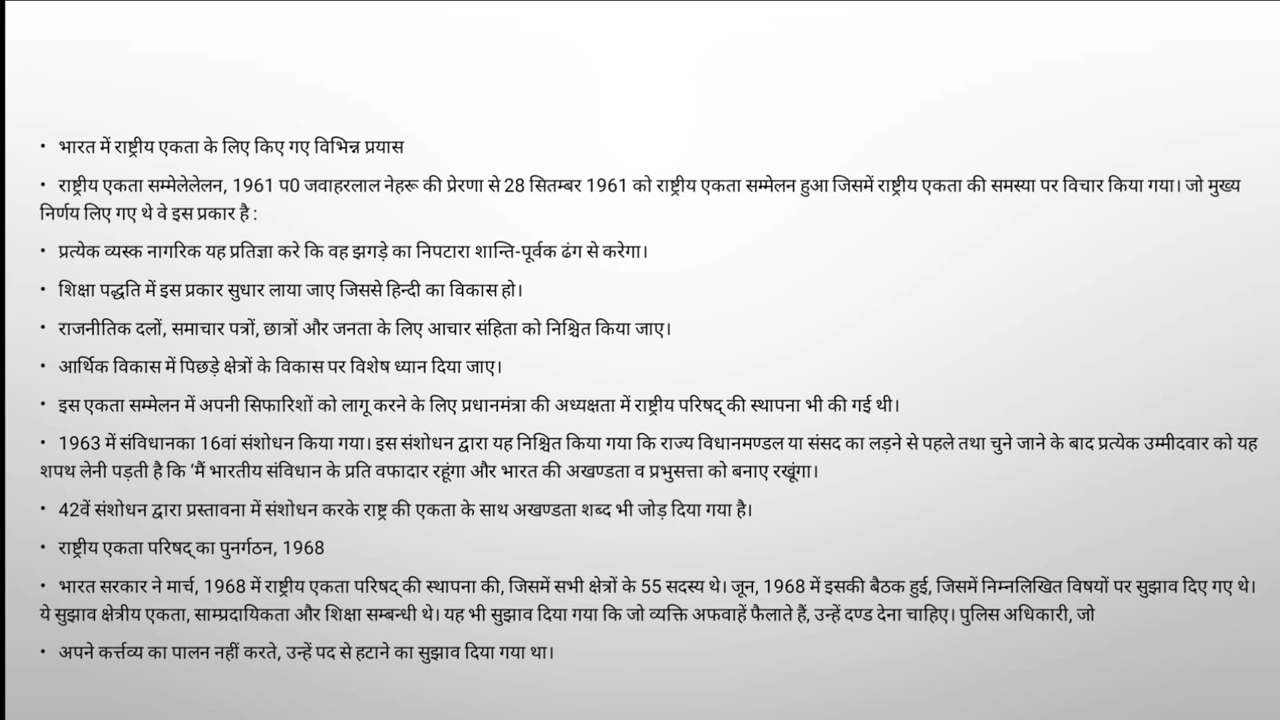 • भारत में राष्ट्रीय एकता के लिए किए गए विभिन्न प्रयास
• राष्ट्रीय एकता सम्मेलेलेलन, 1961 प0 जवाहरलाल नेहरू की प्रेरणा से 28 सितम्बर 1961 को राष्ट्रीय एकता सम्मेलन हुआ जिसमें राष्ट्रीय एकता की समस्या पर विचार किया गया। जो मुख्य
निर्णय लिए गए थे वे इस प्रकार है :
• प्रत्येक व्यस्क नागरिक यह प्रतिज्ञा करे कि वह झगड़े का निपटारा शान्ति-पूर्वक ढंग से करेगा।
• शिक्षा पद्धति में इस प्रकार सुधार लाया जाए जिससे हिन्दी का विकास हो।
• राजनीतिक दलों, समाचार पत्रों, छात्रों और जनता के लिए आचार संहिता को निश्चित किया जाए।
• आर्थिक विकास में पिछड़े क्षेत्रों के विकास पर विशेष ध्यान दिया जाए।
• इस एकता सम्मेलन में अपनी सिफारिशों को लागू करने के लिए प्रधानमंत्रा की अध्यक्षता में राष्ट्रीय परिषद् की स्थापना भी की गई थी।
• 1963 में संविधानका 16वां संशोधन किया गया। इस संशोधन द्वारा यह निश्चित किया गया कि राज्य विधानमण्डल या संसद का लड़ने से पहले तथा चुने जाने के बाद प्रत्येक उम्मीदवार को यह
शपथ लेनी पड़ती है कि ‘मैं भारतीय संविधान के प्रति वफादार रहूंगा और भारत की अखण्डता व प्रभुसत्ता को बनाए रखूंगा।
• 42वें संशोधन द्वारा प्रस्तावना में संशोधन करके राष्ट्र की एकता के साथ अखण्डता शब्द भी जोड़ दिया गया है।
• राष्ट्रीय एकता परिषद् का पुनर्गठन, 1968
• भारत सरकार ने मार्च, 1968 में राष्ट्रीय एकता परिषद् की स्थापना की, जिसमें सभी क्षेत्रों के 55 सदस्य थे। जून, 1968 में इसकी बैठक हुई, जिसमें निम्नलिखित विषयों पर सुझाव दिए गए थे।
ये सुझाव क्षेत्रीय एकता, साम्प्रदायिकता और शिक्षा सम्बन्धी थे। यह भी सुझाव दिया गया कि जो व्यक्ति अफवाहें फैलाते हैं, उन्हें दण्ड देना चाहिए। पुलिस अधिकारी, जो
• अपने कर्त्तव्य का पालन नहीं करते, उन्हें पद से हटाने का सुझाव दिया गया था।